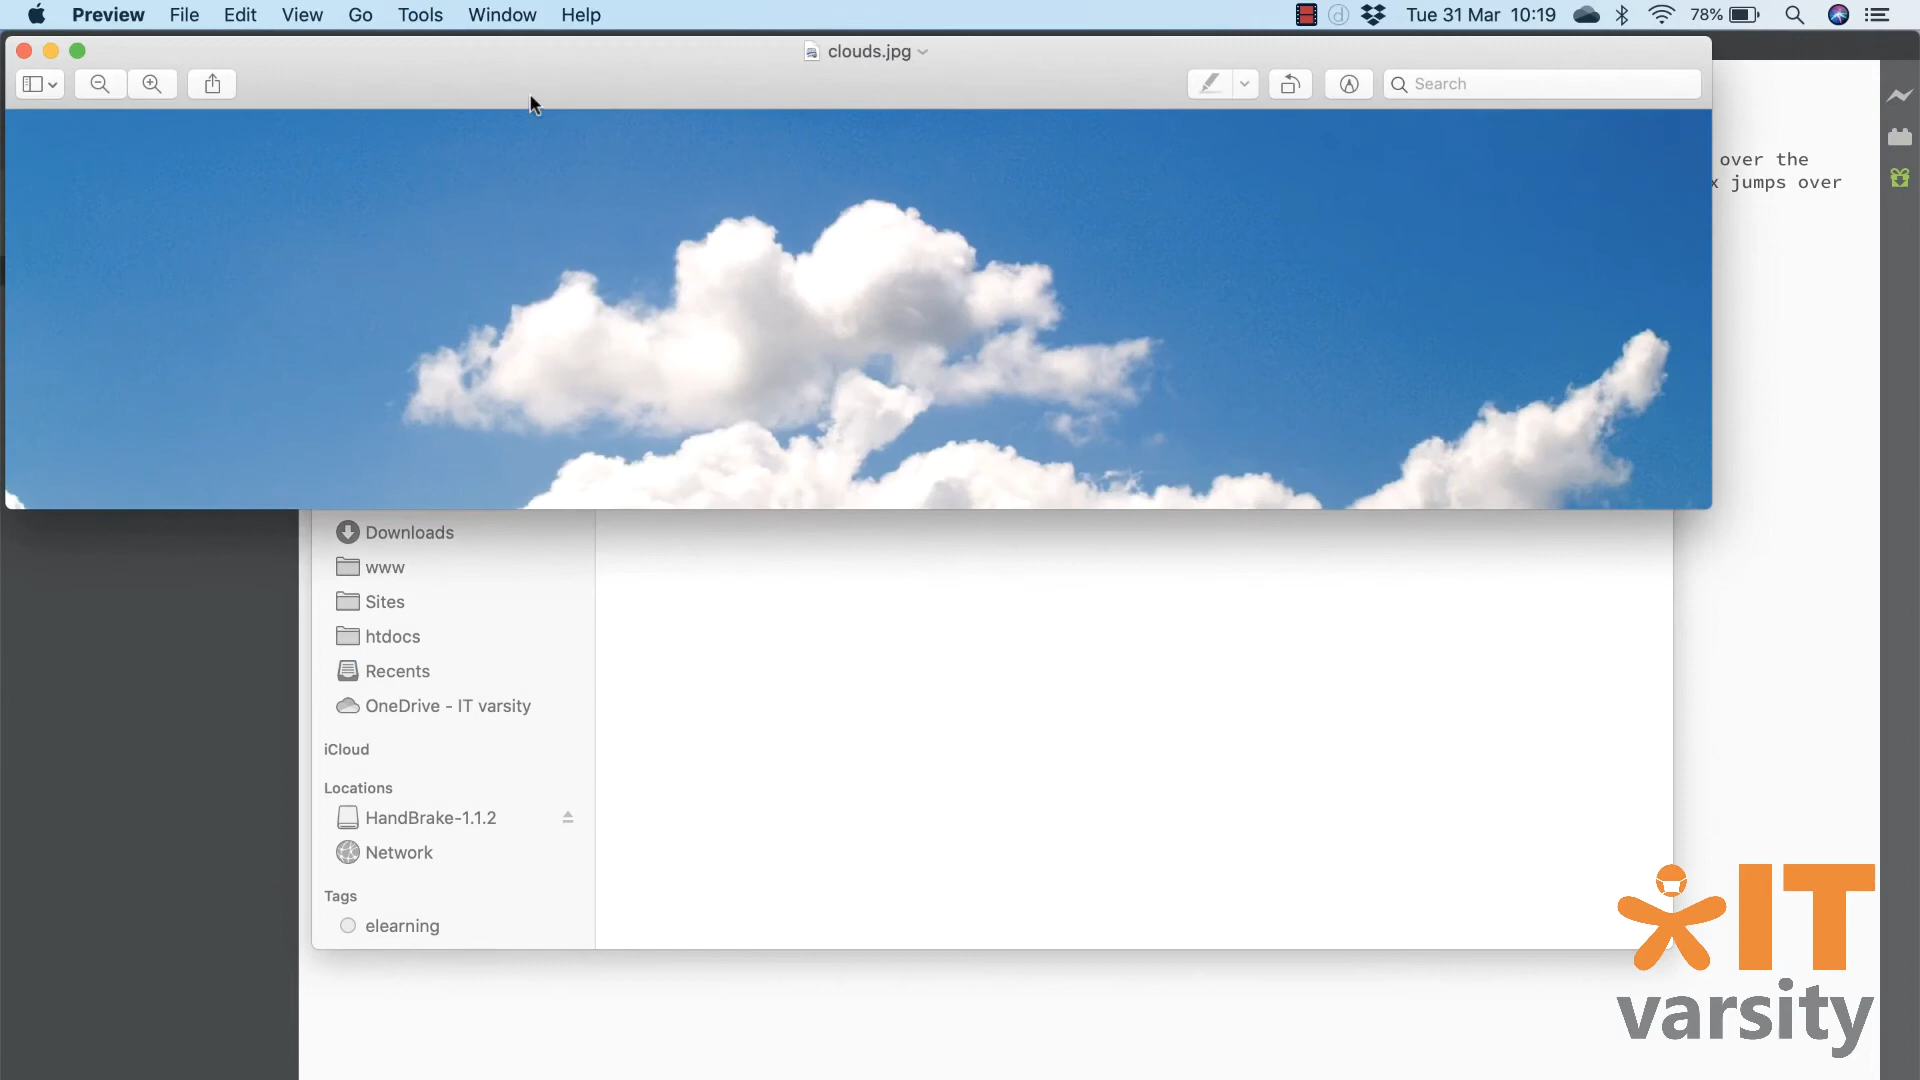 Preview File Edit View Go Tools Window Help
Tue 31 Mar 10:19 78%
clouds.jpg
Search
over the
x jumps over
Downloads
www
Sites
htdocs
Recents
OneDrive - IT varsity
iCloud
Locations
HandBrake-1.1.2
Network
Tags
elearning
IT
varsity